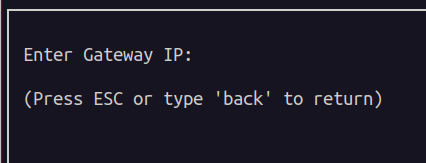 Enter Gateway IP:
(Press ESC or type 'back' to return)